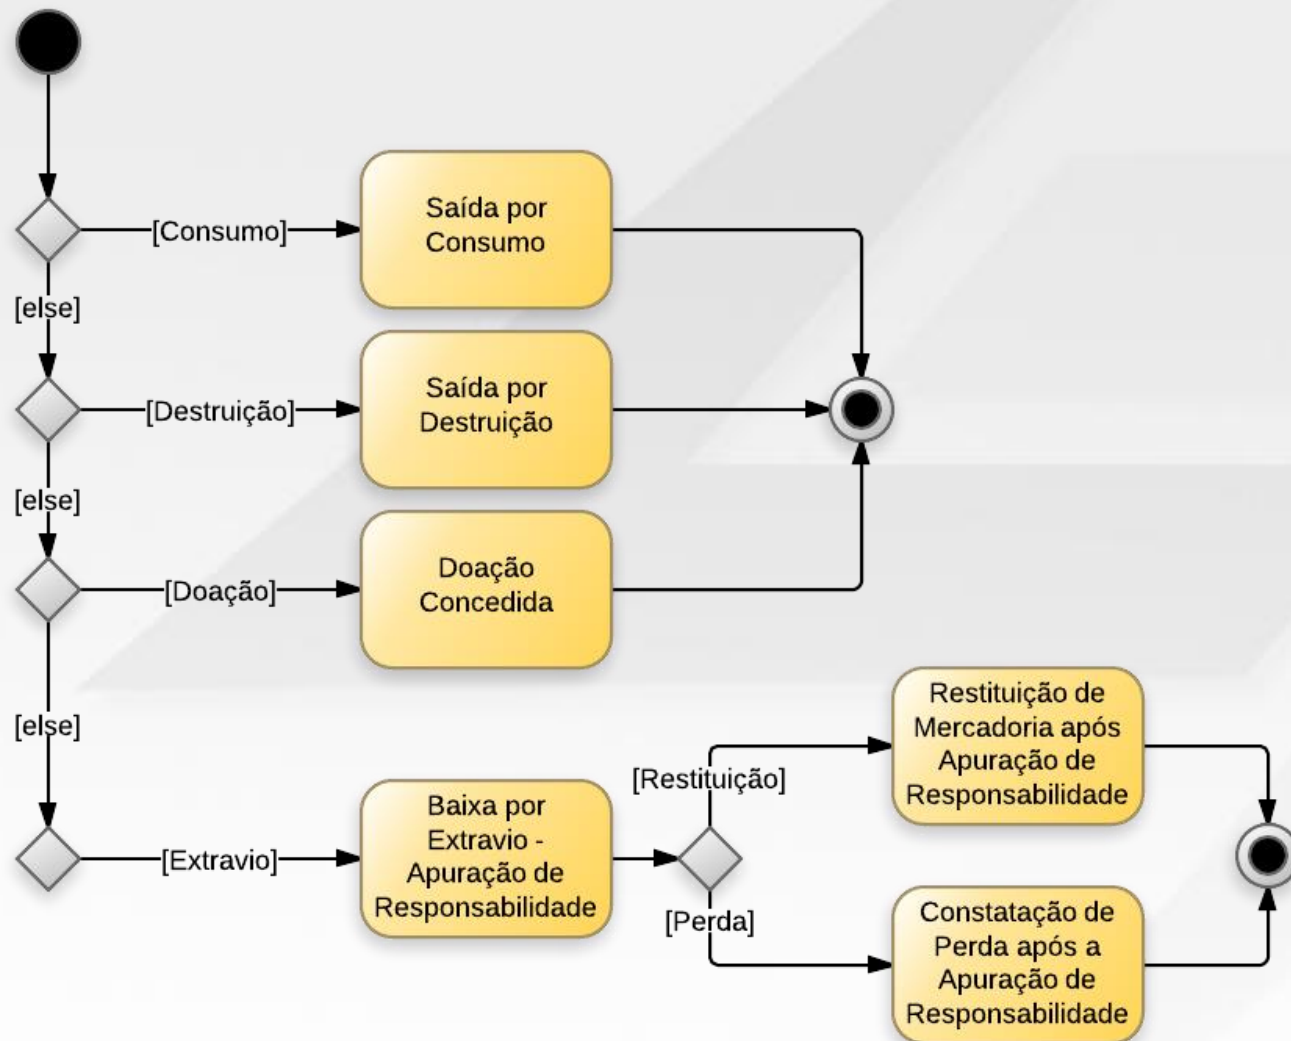 [Consumo]
Saída por
Consumo
[else]
[Destruição]
Saída por
Destruição
[else]
[Doação]
Doação
Concedida
[else]
[Extravio]
Baixa por
Extravio -
Apuração de
Responsabilidade
[Restituição]
Restituição de
Mercadoria após
Apuração de
Responsabilidade
[Perda]
Constatação de
Perda após a
Apuração de
Responsabilidade